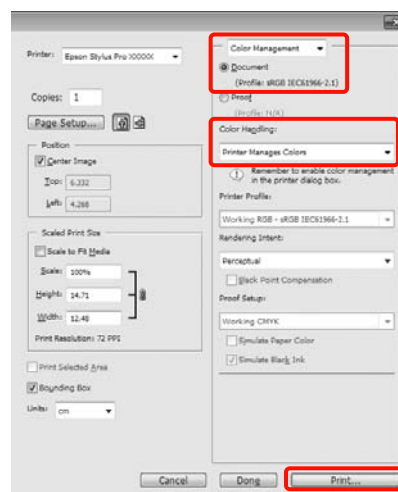 Printer: Epson Stylus Pro XXXXX
Copies: 1
Page Setup...
Position
Center Image
Top: 6.332
Left: 4.268
Scaled Print Size
Scale to Fit Media
Scale: 100%
Height: 14.71
Width: 12.48
Print Resolution: 72 PPI
Print Selected Area
Bounding Box
Units: cm
Color Management
Document
(Profile: sRGB IEC61966-2.1)
Proof
(Profile: N/A)
Color Handling:
Printer Manages Colors
Remember to enable color management
in the printer dialog box.
Printer Profile:
Working RGB - sRGB IEC61966-2.1
Rendering Intent:
Perceptual
Black Point Compensation
Proof Setup:
Working CMYK
Simulate Paper Color
Simulate Black Ink
Cancel
Done
Print...